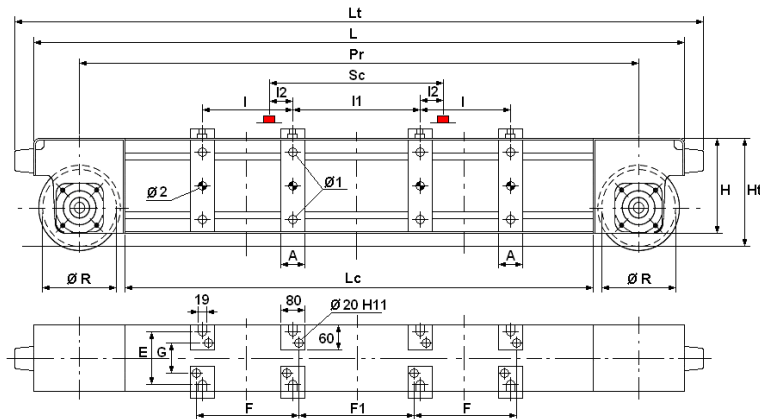 Lt
L
Pr
Sc
I2
I2
I
I1
I
Ø 2
Ø1
H
Ht
A
A
Ø R
Lc
Ø R
19
80
Ø 20 H11
E
G
60
F
F1
F